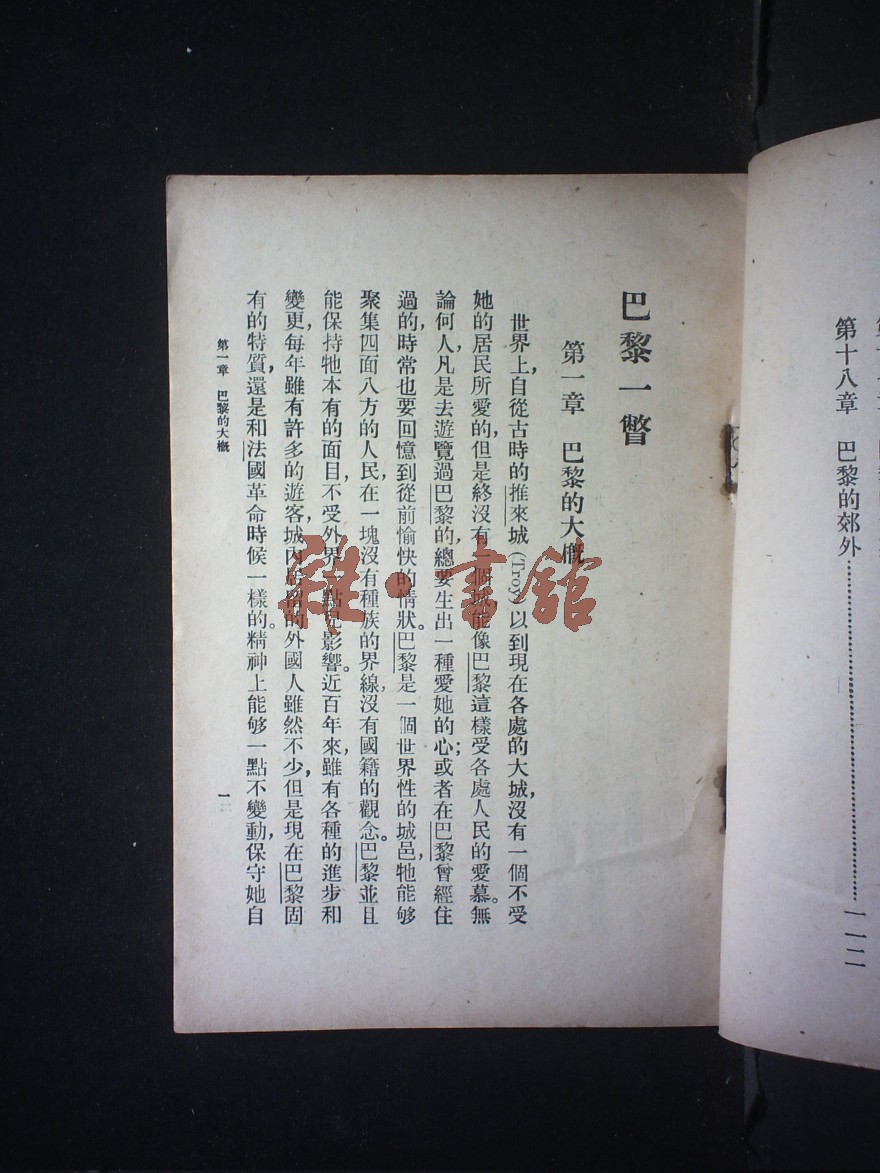 第十八章　巴黎的郊外……………………一一二
巴黎一瞥
第一章　巴黎的大概
世界上，自從古時的推來城(Troy)以到現在各處的大城，沒有一個不受
她的居民所愛的，但是終沒有一個城，能像巴黎這樣受各處人民的愛慕。無
論何人，凡是去遊覽過巴黎的，總要生出一種愛她的心；或者在巴黎曾經住
過的，時常也要回憶到從前愉快的情狀。巴黎是一個世界性的城邑，牠能够
聚集四面八方的人民，在一塊沒有種族的界線，沒有國籍的觀念。巴黎並且
能保持牠本有的面目，不受外界一點兒影響。近百年來，雖有各種的進步和
變更，每年雖有許多的遊客，城內居留的外國人雖然不少，但是現在巴黎固
有的特質，還是和法國革命時候一樣的。精神上能够一點不變動，保守她自
第一章　巴黎的大概
一
雜·書館